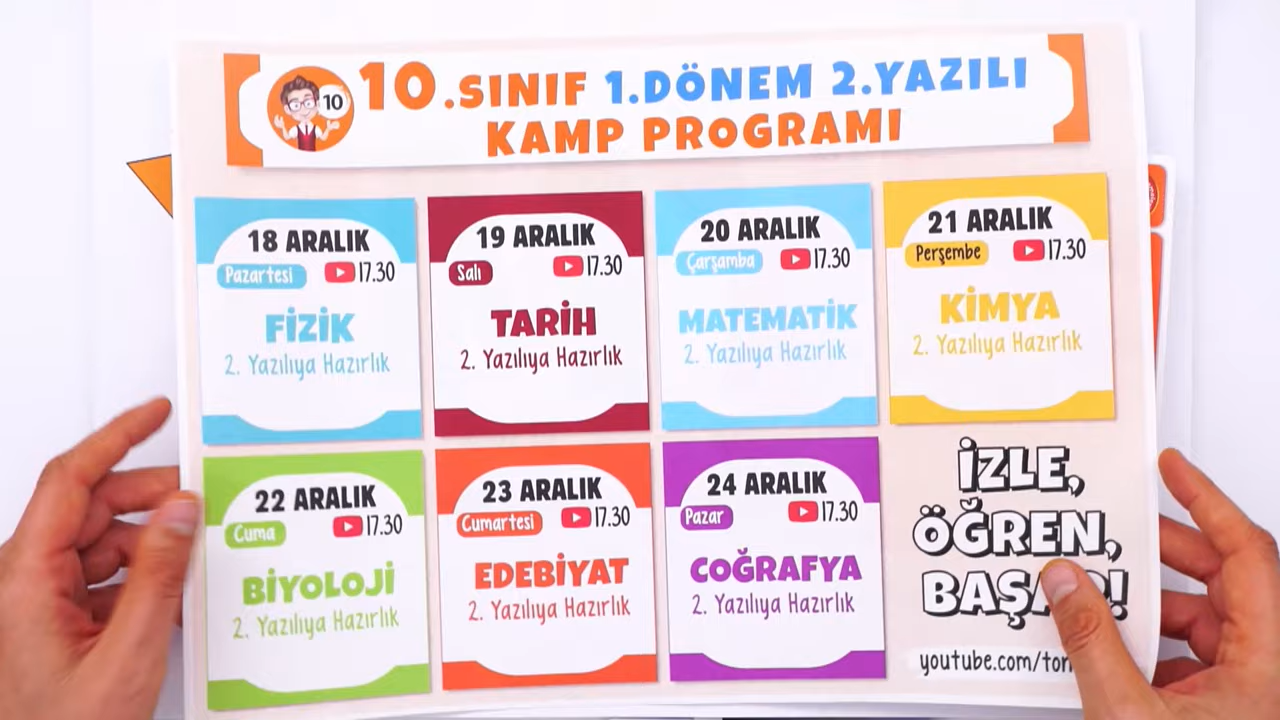 10
10.SINIF 1.DÖNEM 2.YAZILI
KAMP PROGRAMI
18 ARALIK
Pazartesi 17.30
FİZİK
2. Yazılıya Hazırlık
19 ARALIK
Salı 17.30
TARİH
2. Yazılıya Hazırlık
20 ARALIK
Çarşamba 17.30
MATEMATİK
2. Yazılıya Hazırlık
21 ARALIK
Perşembe 17.30
KİMYA
2. Yazılıya Hazırlık
22 ARALIK
Cuma 17.30
BİYOLOJİ
2. Yazılıya Hazırlık
23 ARALIK
Cumartesi 17.30
EDEBİYAT
2. Yazılıya Hazırlık
24 ARALIK
Pazar 17.30
COĞRAFYA
2. Yazılıya Hazırlık
İZLE,
ÖĞREN,